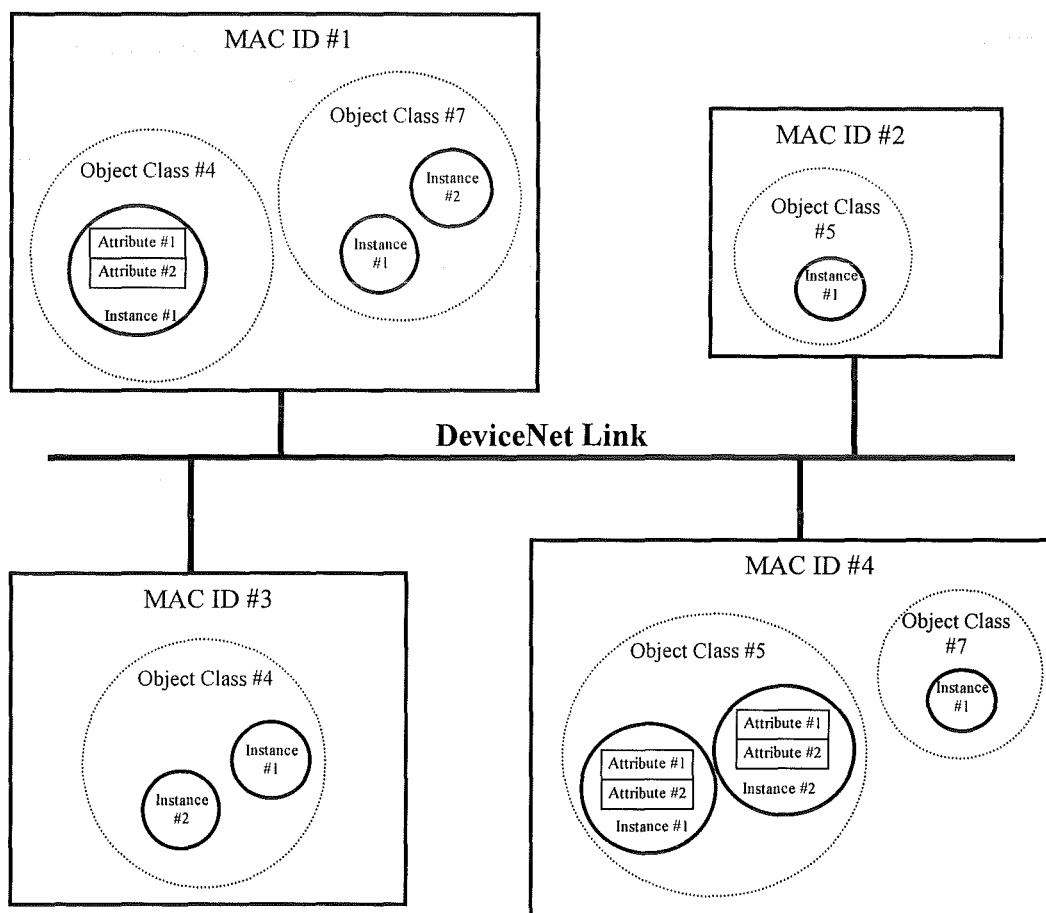 MAC ID #1
Object Class #7
Object Class #4
Instance
#2
Instance
#1
Attribute #1
Attribute #2
Instance #1
MAC ID #2
Object Class
#5
Instance
#1
DeviceNet Link
MAC ID #3
Object Class #4
Instance
#1
Instance
#2
MAC ID #4
Object Class #5
Attribute #1
Attribute #2
Instance #2
Attribute #1
Attribute #2
Instance #1
Object Class
#7
Instance
#1